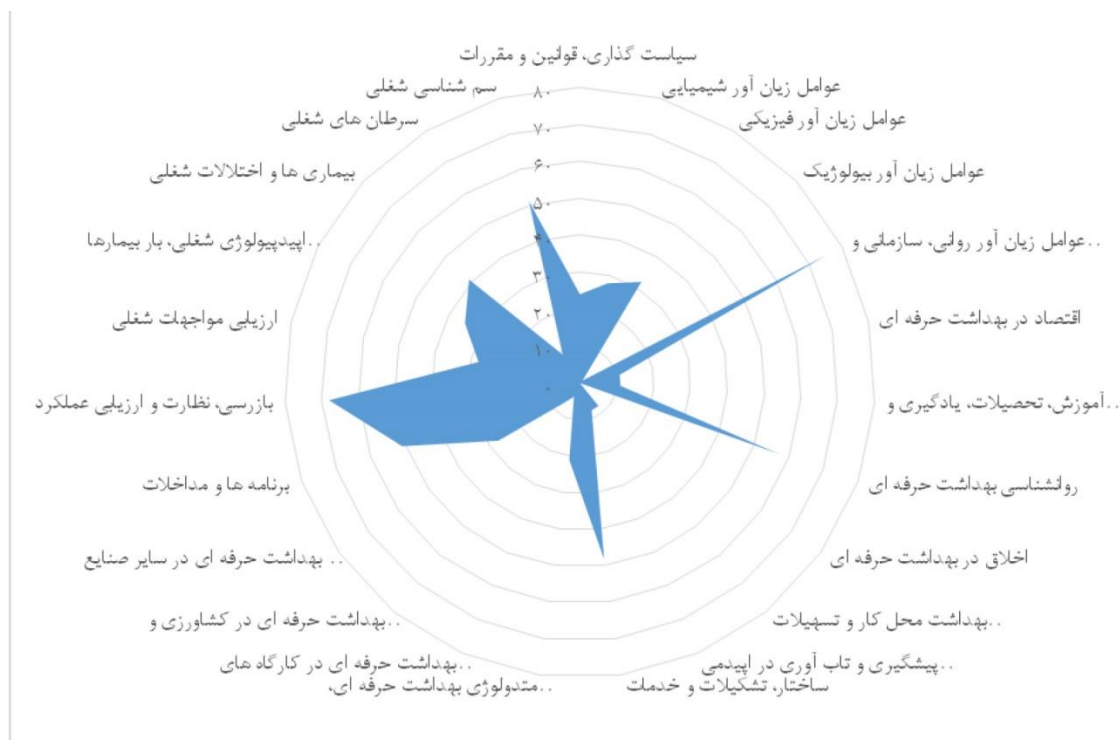 سیاست گذاری، قوانین و مقررات
عوامل زیان آور شیمیایی
عوامل زیان آور فیزیکی
عوامل زیان آور بیولوژیک
عوامل زیان آور روانی، سازمانی و..
اقتصاد در بهداشت حرفه ای
آموزش، تحصیلات، یادگیری و..
روانشناسی بهداشت حرفه ای
اخلاق در بهداشت حرفه ای
بهداشت محل کار و تسهیلات..
پیشگیری و تاب آوری در اپیدمی..
ساختار، تشکیلات و خدمات
متدولوژی بهداشت حرفه ای،..
بهداشت حرفه ای در کارگاه های..
بهداشت حرفه ای در کشاورزی و..
بهداشت حرفه ای در سایر صنایع..
برنامه ها و مداخلات
بازرسی، نظارت و ارزیابی عملکرد
ارزیابی مواجهات شغلی
اپیدپیولوژی شغلی، بار بیمارها..
بیماری ها و اختلالات شغلی
سرطان های شغلی
سم شناسی شغلی
۸۰
۷۰
۶۰
۵۰
۴۰
۳۰
۲۰
۱۰
۰